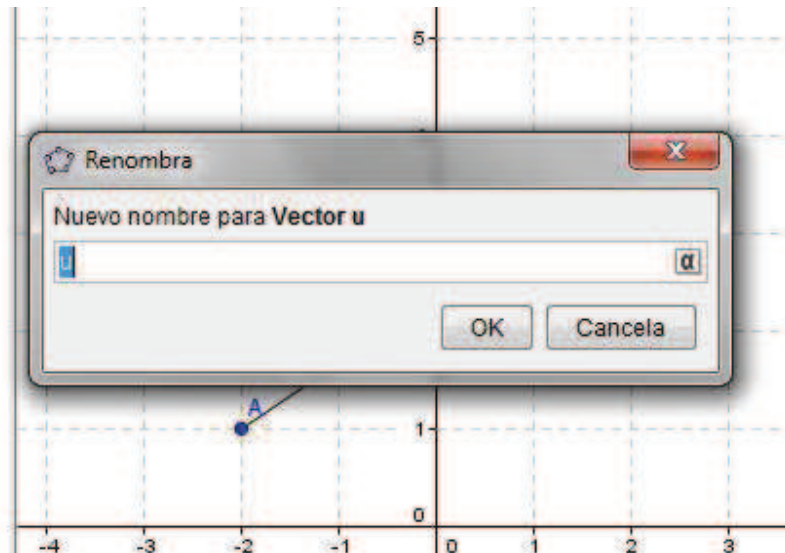 5
Renombra
Nuevo nombre para Vector u
u
α
OK Cancela
A
1
0
-4 -3 -2 -1 0 1 2 3